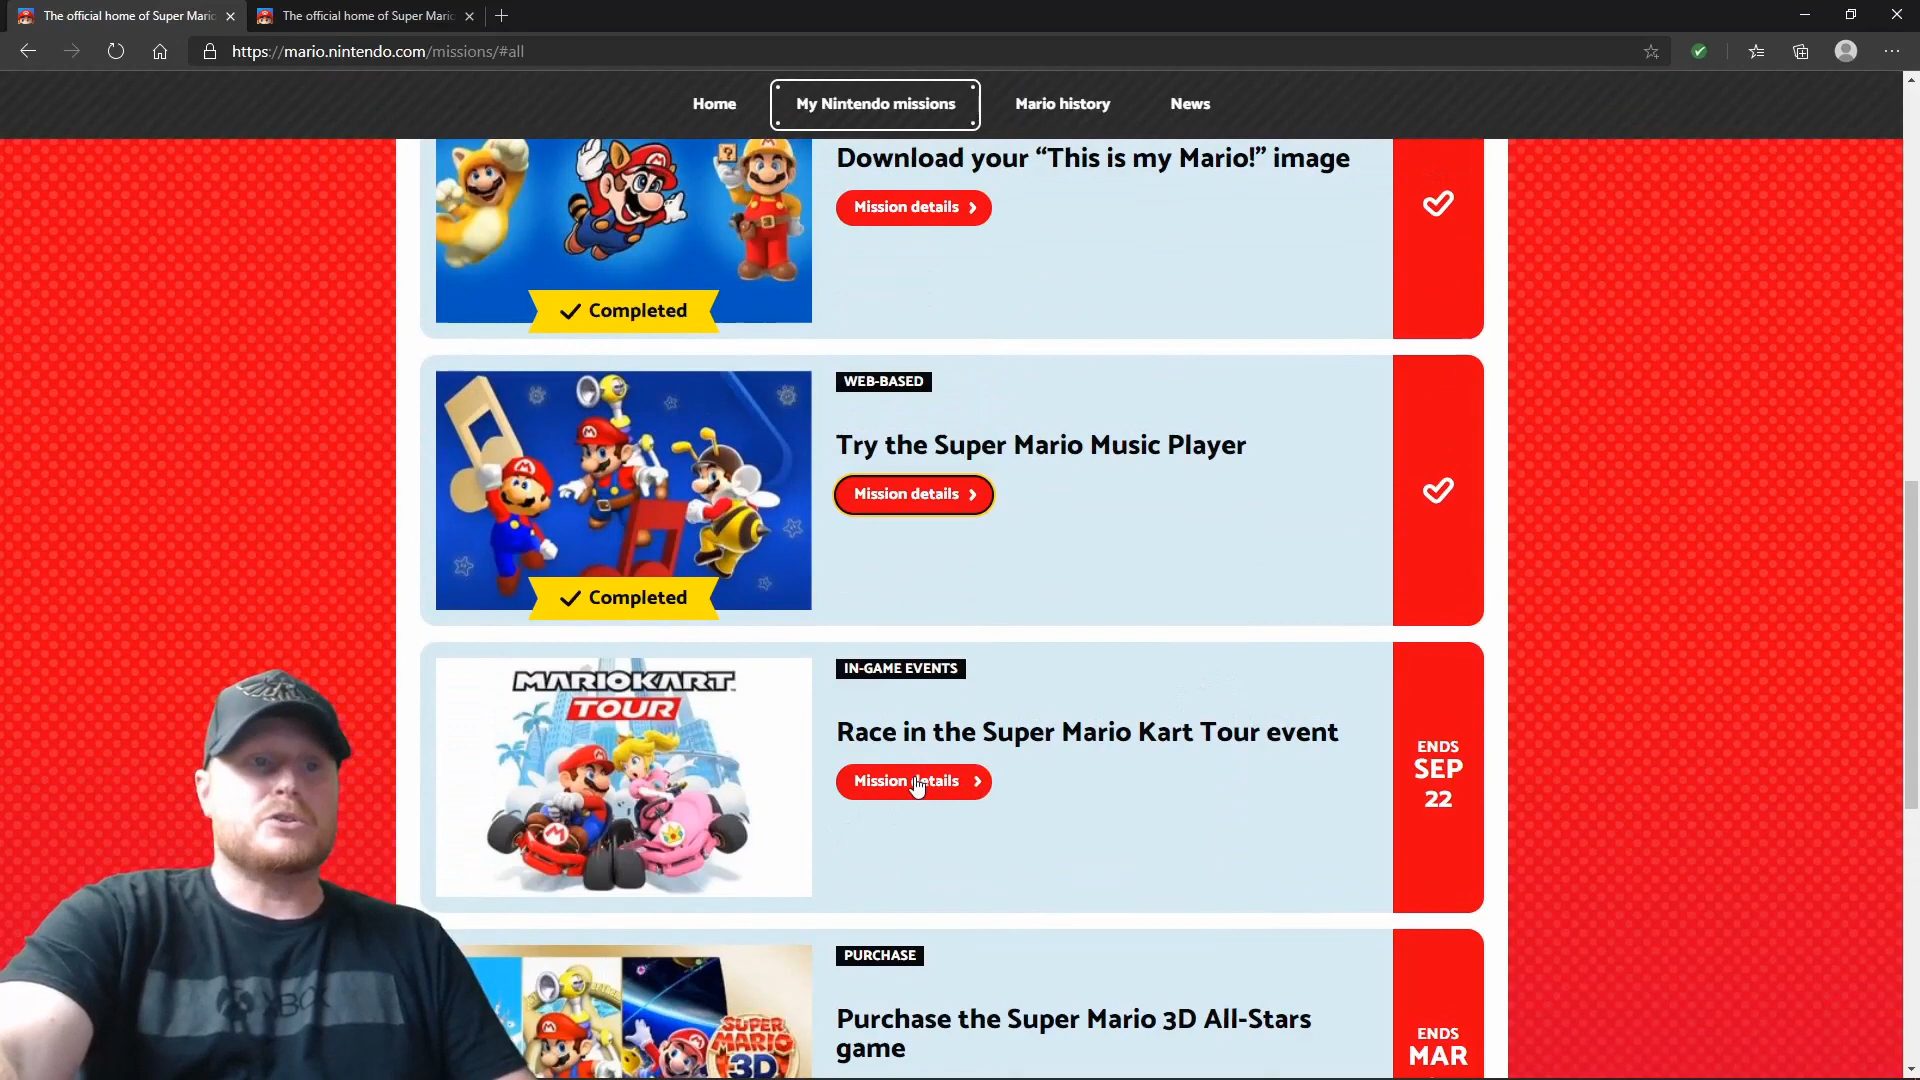 The official home of Super Mario
The official home of Super Mario
https://mario.nintendo.com/missions/#all
Home
My Nintendo missions
Mario history
News
Download your “This is my Mario!” image
Mission details
Completed
WEB-BASED
Try the Super Mario Music Player
Mission details
Completed
MARIOKART
TOUR
IN-GAME EVENTS
Race in the Super Mario Kart Tour event
Mission details
ENDS
SEP
22
PURCHASE
Purchase the Super Mario 3D All-Stars
game
SUPER
MARIO
3D
ENDS
MAR
XBOX